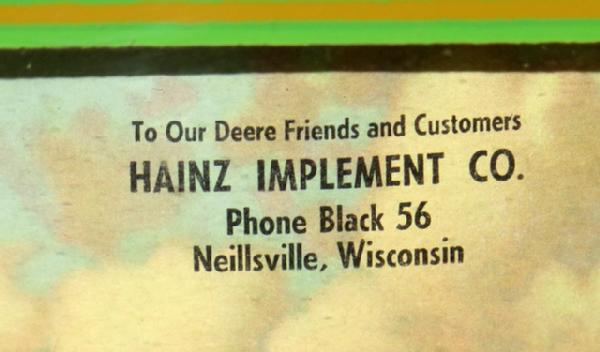 To Our Deere Friends and Customers
HAINZ IMPLEMENT CO.
Phone Black 56
Neillsville, Wisconsin